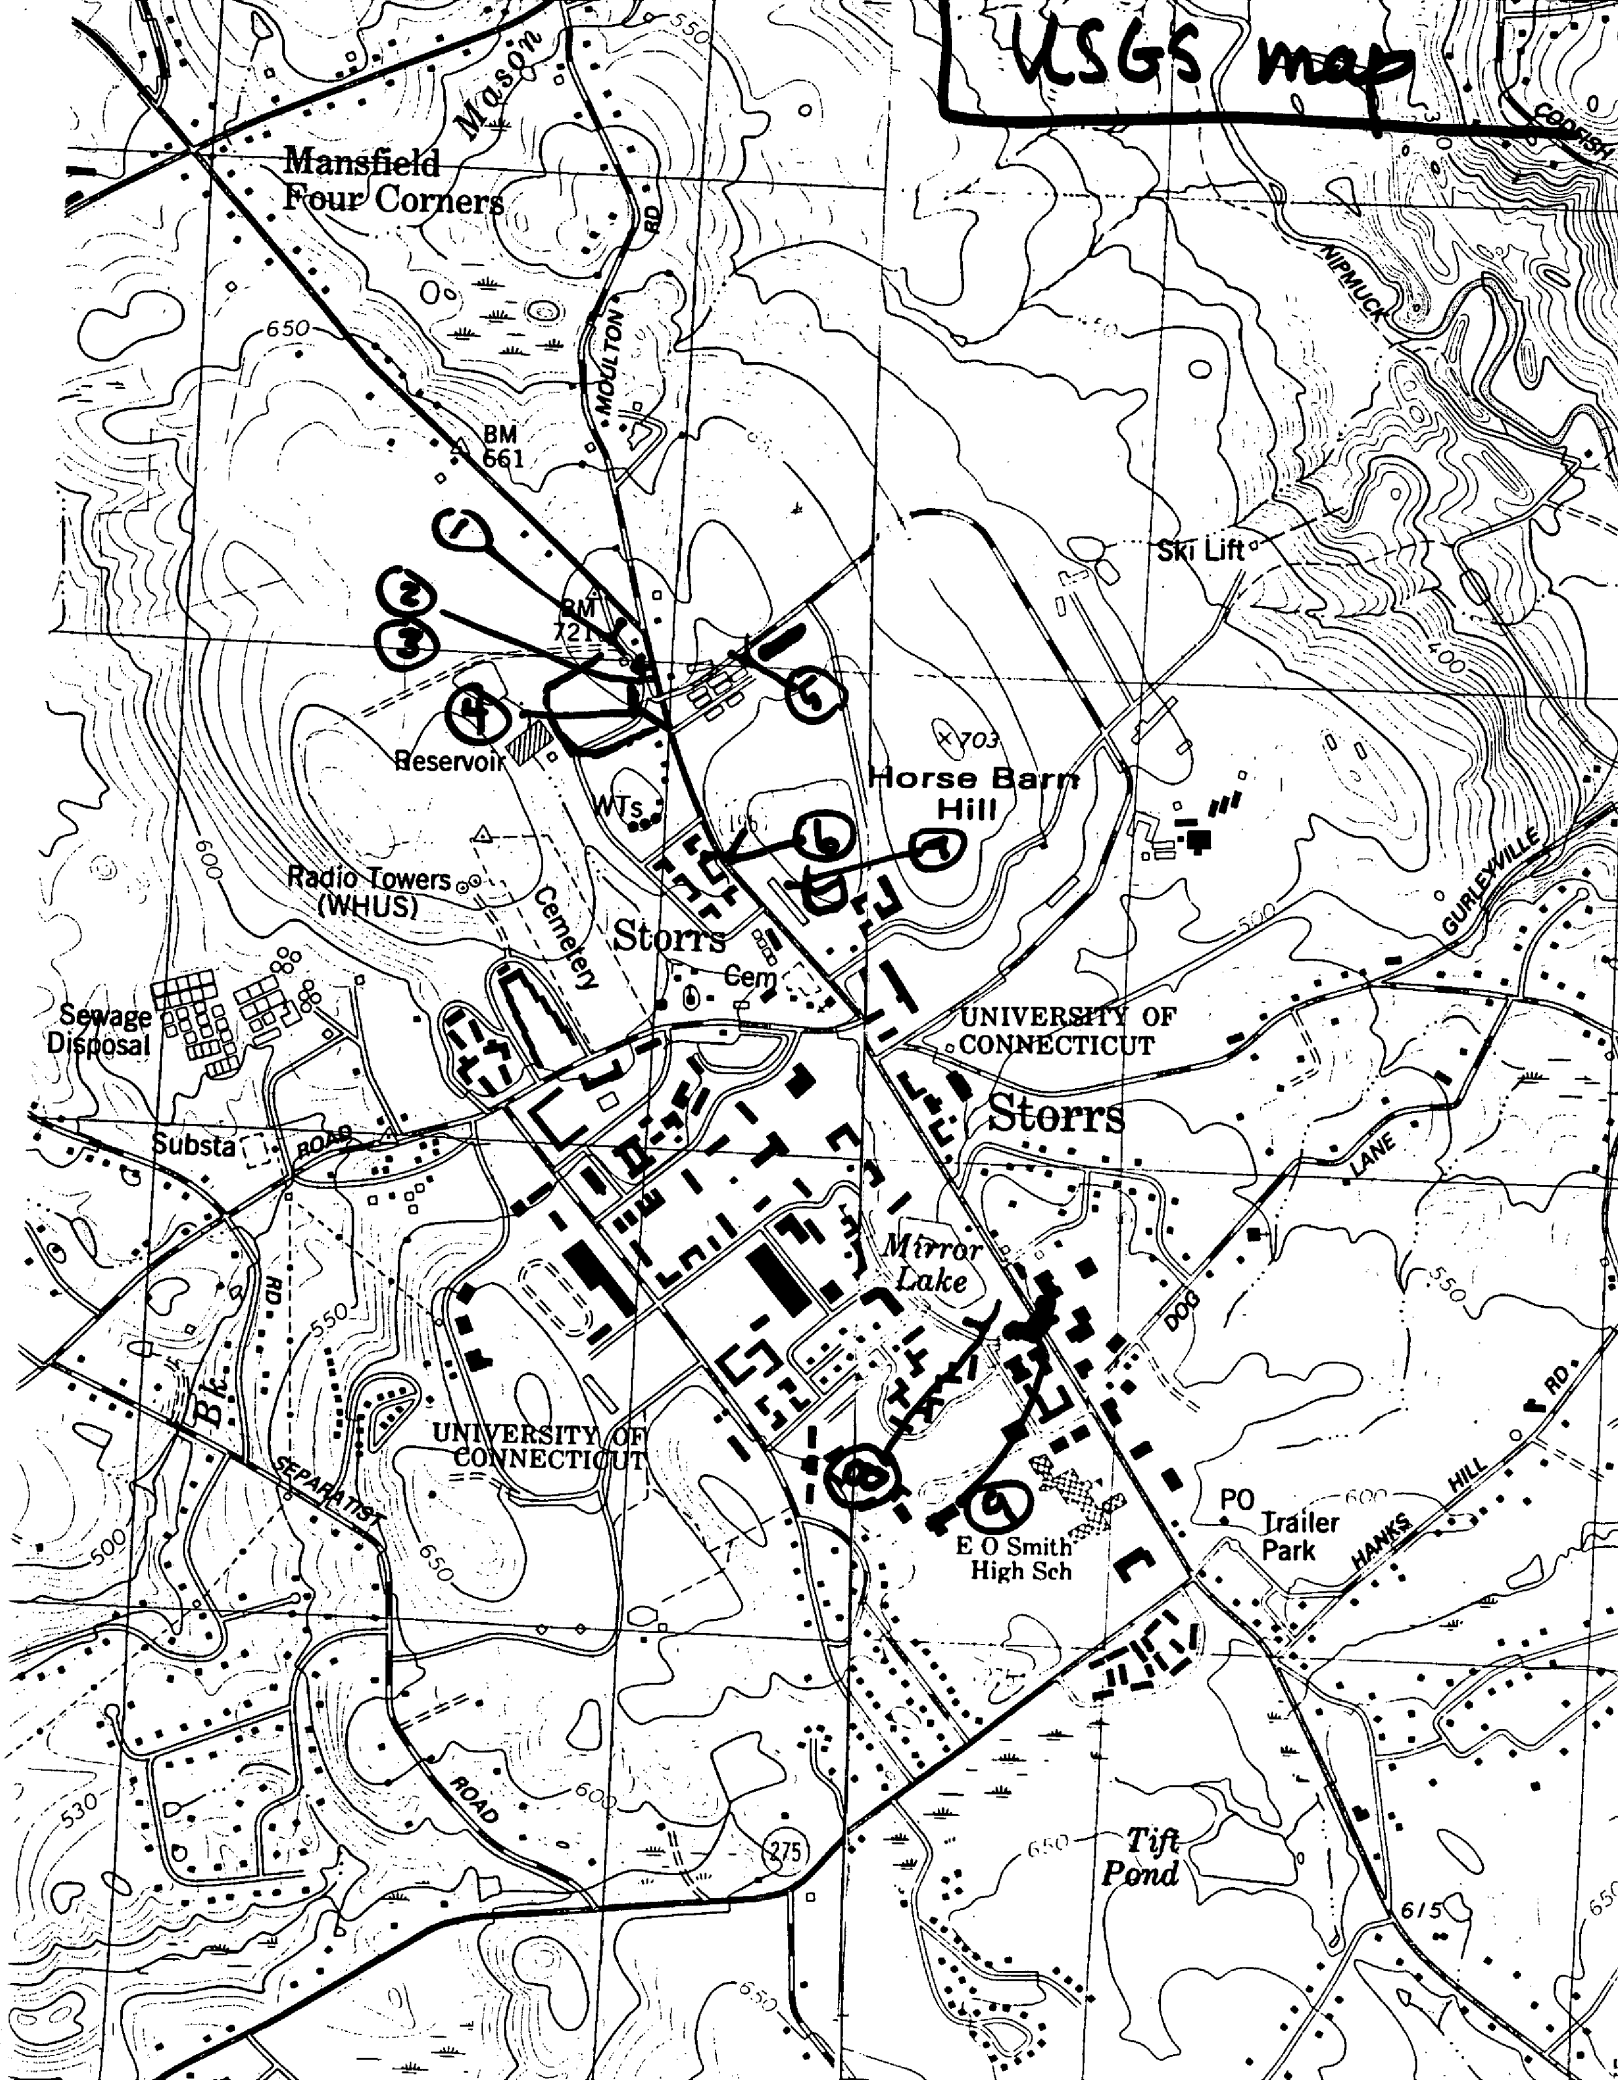 USGS map
CODFISH
Mason
550
Mansfield
Four Corners
RD
NIPMUCK
650
MOULTON
BM
661
1
Ski Lift
2
BM
721
3
400
4
5
703
Reservoir
Horse Barn
Hill
WTs
6
7
600
GURLEYVILLE
Radio Towers
(WHUS)
Cemetery
500
Storrs
Cem
Sewage
Disposal
UNIVERSITY OF
CONNECTICUT
Storrs
Substa
ROAD
LANE
Mirror
Lake
RD
550
550
DOG
Bk
RD
UNIVERSITY OF
CONNECTICUT
SEPARATIST
8
HILL
9
PO
600
Trailer
Park
HANKS
500
650
E O Smith
High Sch
ROAD
600
530
275
650
Tift
Pond
615
650
650